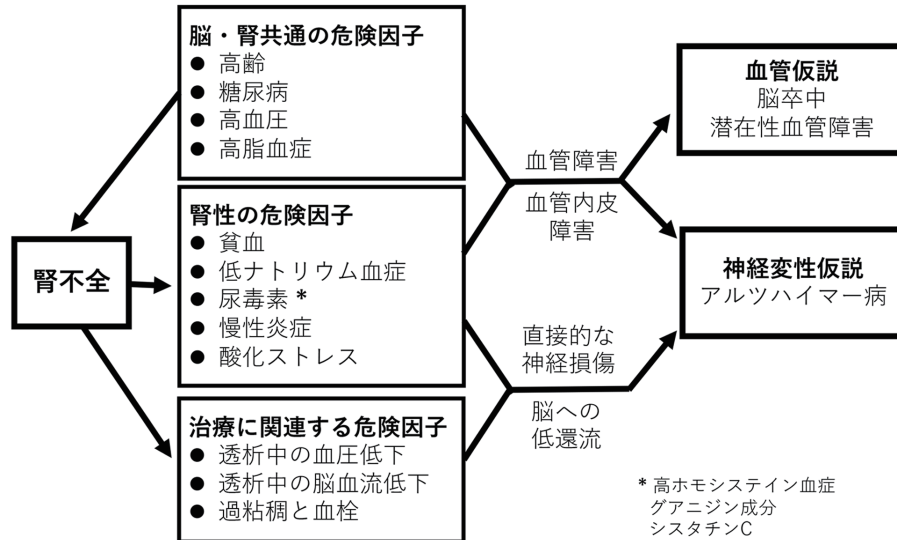 脳・腎共通の危険因子
● 高齢
● 糖尿病
● 高血圧
● 高脂血症
腎不全
腎性の危険因子
● 貧血
● 低ナトリウム血症
● 尿毒素 *
● 慢性炎症
● 酸化ストレス
治療に関連する危険因子
● 透析中の血圧低下
● 透析中の脳血流低下
● 過粘稠と血栓
血管障害
血管内皮
障害
直接的な
神経損傷
脳への
低還流
血管仮説
脳卒中
潜在性血管障害
神経変性仮説
アルツハイマー病
* 高ホモシステイン血症
グアニジン成分
シスタチンC